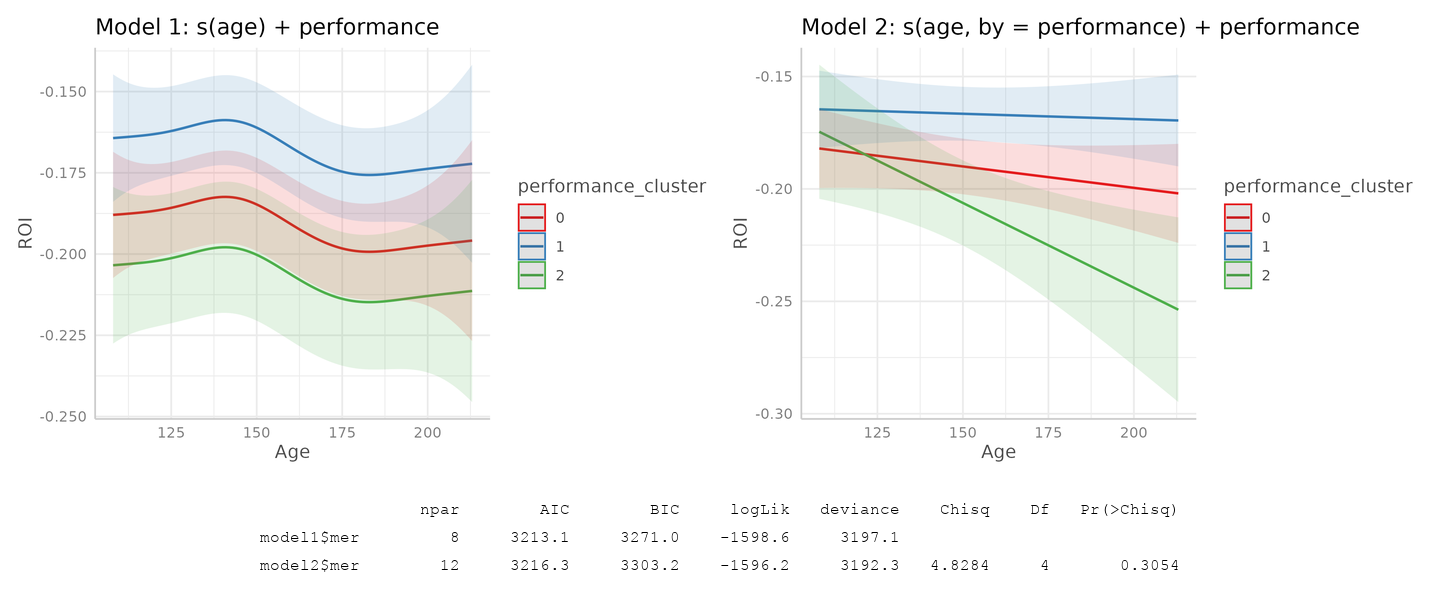 Model 1: s(age) + performance
-0.150
-0.175
-0.200
-0.225
-0.250
ROI
125 150 175 200
Age
performance_cluster
0
1
2
Model 2: s(age, by = performance) + performance
-0.15
-0.20
-0.25
-0.30
ROI
125 150 175 200
Age
performance_cluster
0
1
2
npar AIC BIC logLik deviance Chisq Df Pr(>Chisq)
model1$mer 8 3213.1 3271.0 -1598.6 3197.1
model2$mer 12 3216.3 3303.2 -1596.2 3192.3 4.8284 4 0.3054